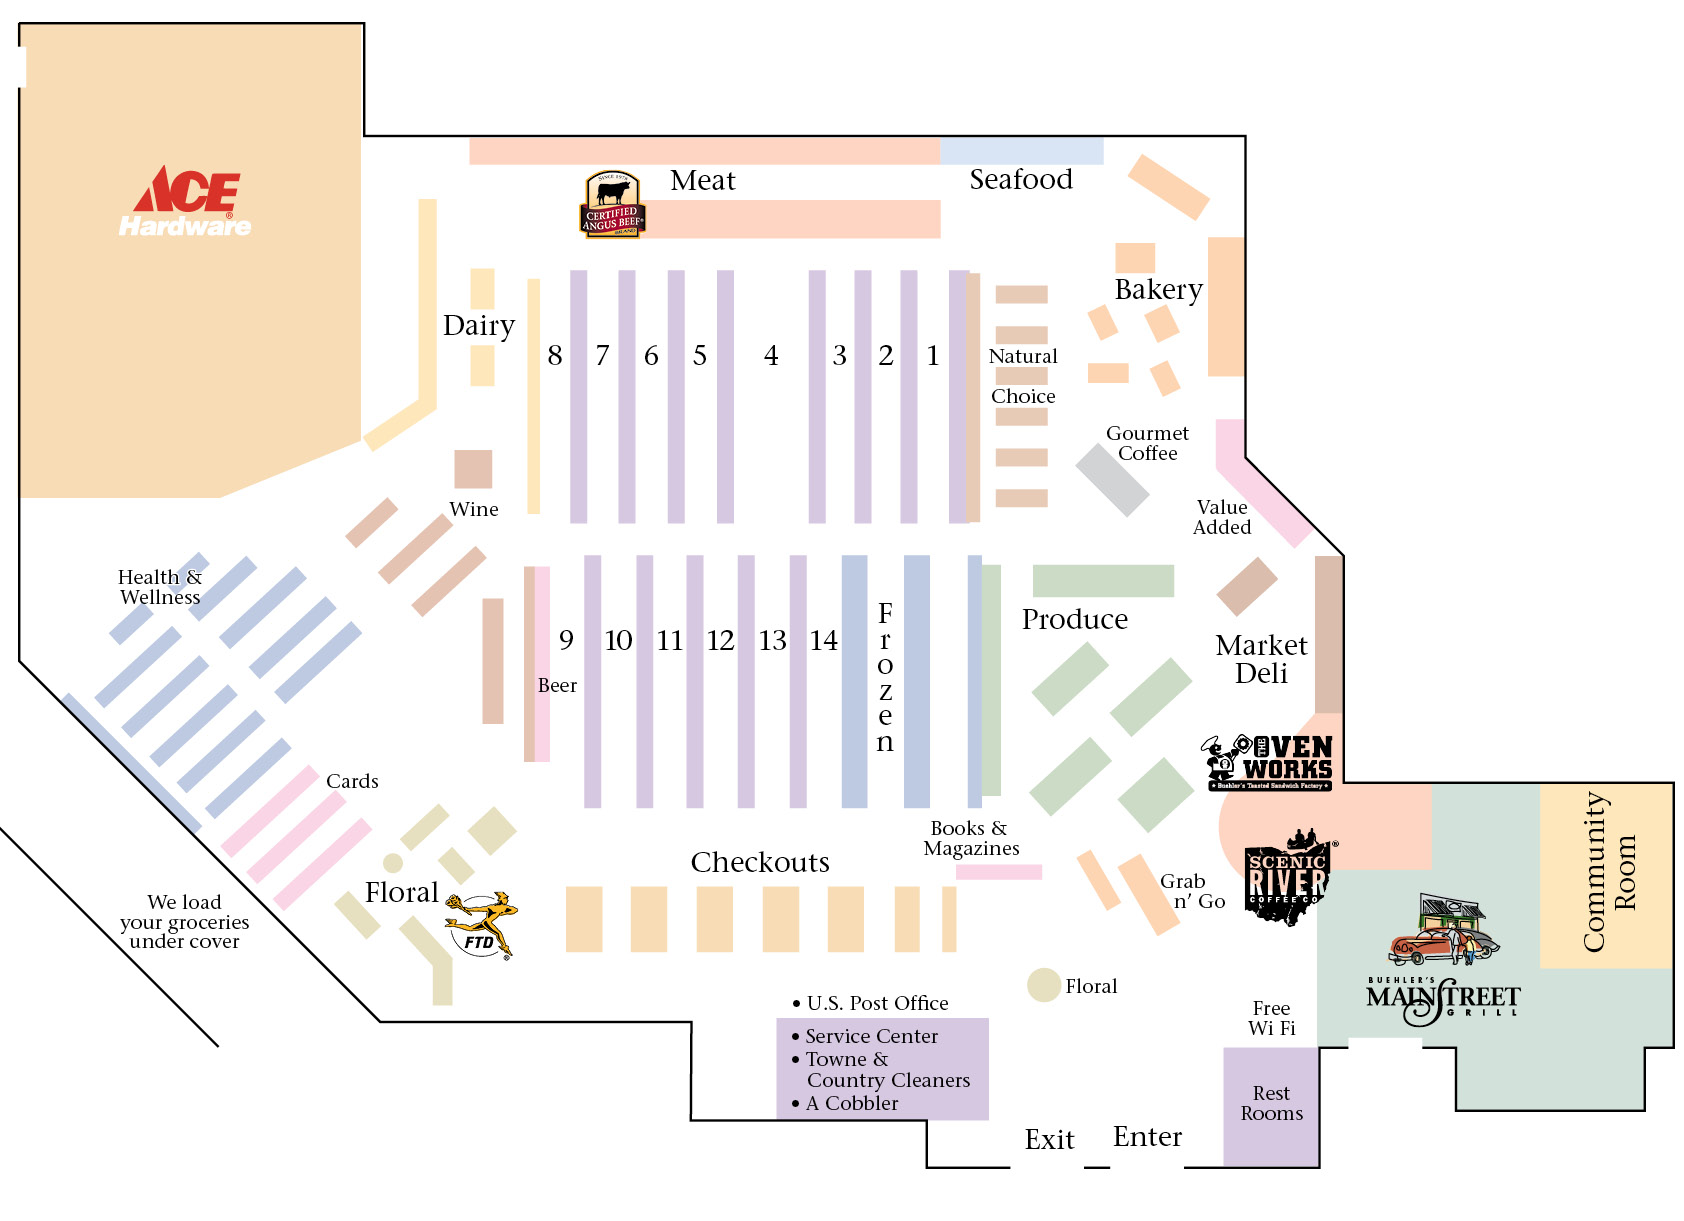 ACE
Hardware
®
SINCE 1978
CERTIFIED
ANGUS BEEF®
BRAND
Meat
Seafood
Bakery
Dairy
8
7
6
5
4
3
2
1
Natural
Choice
Gourmet
Coffee
Value
Added
Wine
Health &
Wellness
Beer
9
10
11
12
13
14
Frozen
Produce
Market
Deli
THE OVEN
WORKS
• Buehler's Toasted Sandwich Factory •
Cards
Floral
FTD
®
We load
your groceries
under cover
Checkouts
Books &
Magazines
Grab
n' Go
SCENIC
RIVER
COFFEE CO
®
Community
Room
BUEHLER'S
MAINSTREET
GRILL
Floral
Free
Wi Fi
• U.S. Post Office
• Service Center
• Towne &
Country Cleaners
• A Cobbler
Rest
Rooms
Exit
Enter